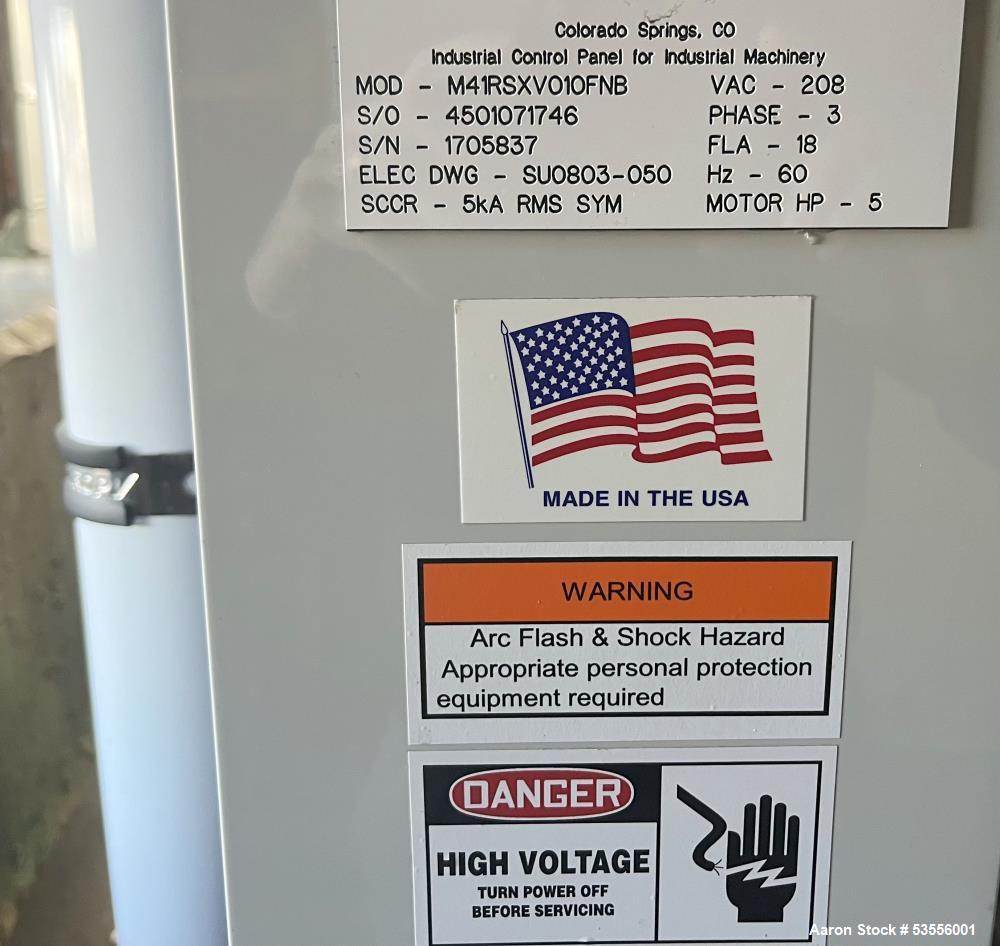 Colorado Springs, CO
Industrial Control Panel for Industrial Machinery
MOD - M41RSXV010FNB VAC - 208
S/O - 4501071746 PHASE - 3
S/N - 1705837 FLA - 18
ELEC DWG - SU0803-050 Hz - 60
SCCR - 5kA RMS SYM MOTOR HP - 5
MADE IN THE USA
WARNING
Arc Flash & Shock Hazard
Appropriate personal protection
equipment required
DANGER
HIGH VOLTAGE
TURN POWER OFF
BEFORE SERVICING
Aaron Stock # 53556001